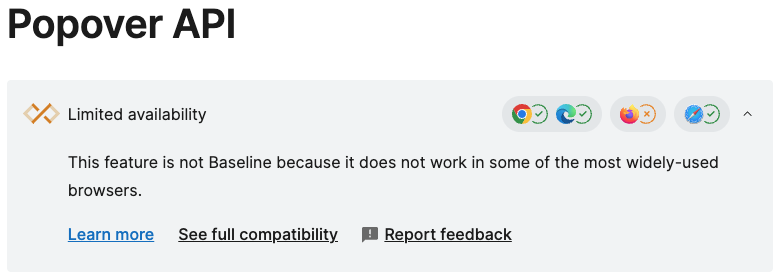 Popover API
Limited availability
This feature is not Baseline because it does not work in some of the most widely-used
browsers.
Learn more See full compatibility Report feedback